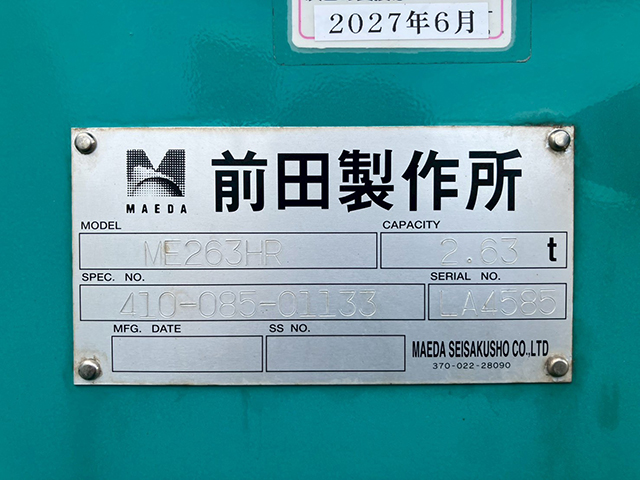 2027年6月
MAEDA
前田製作所
MODEL CAPACITY
ME263HR 2.63 t
SPEC. NO. SERIAL NO.
410-085-01133 LA4585
MFG. DATE SS NO.
MAEDA SEISAKUSHO CO.,LTD
370-022-28090